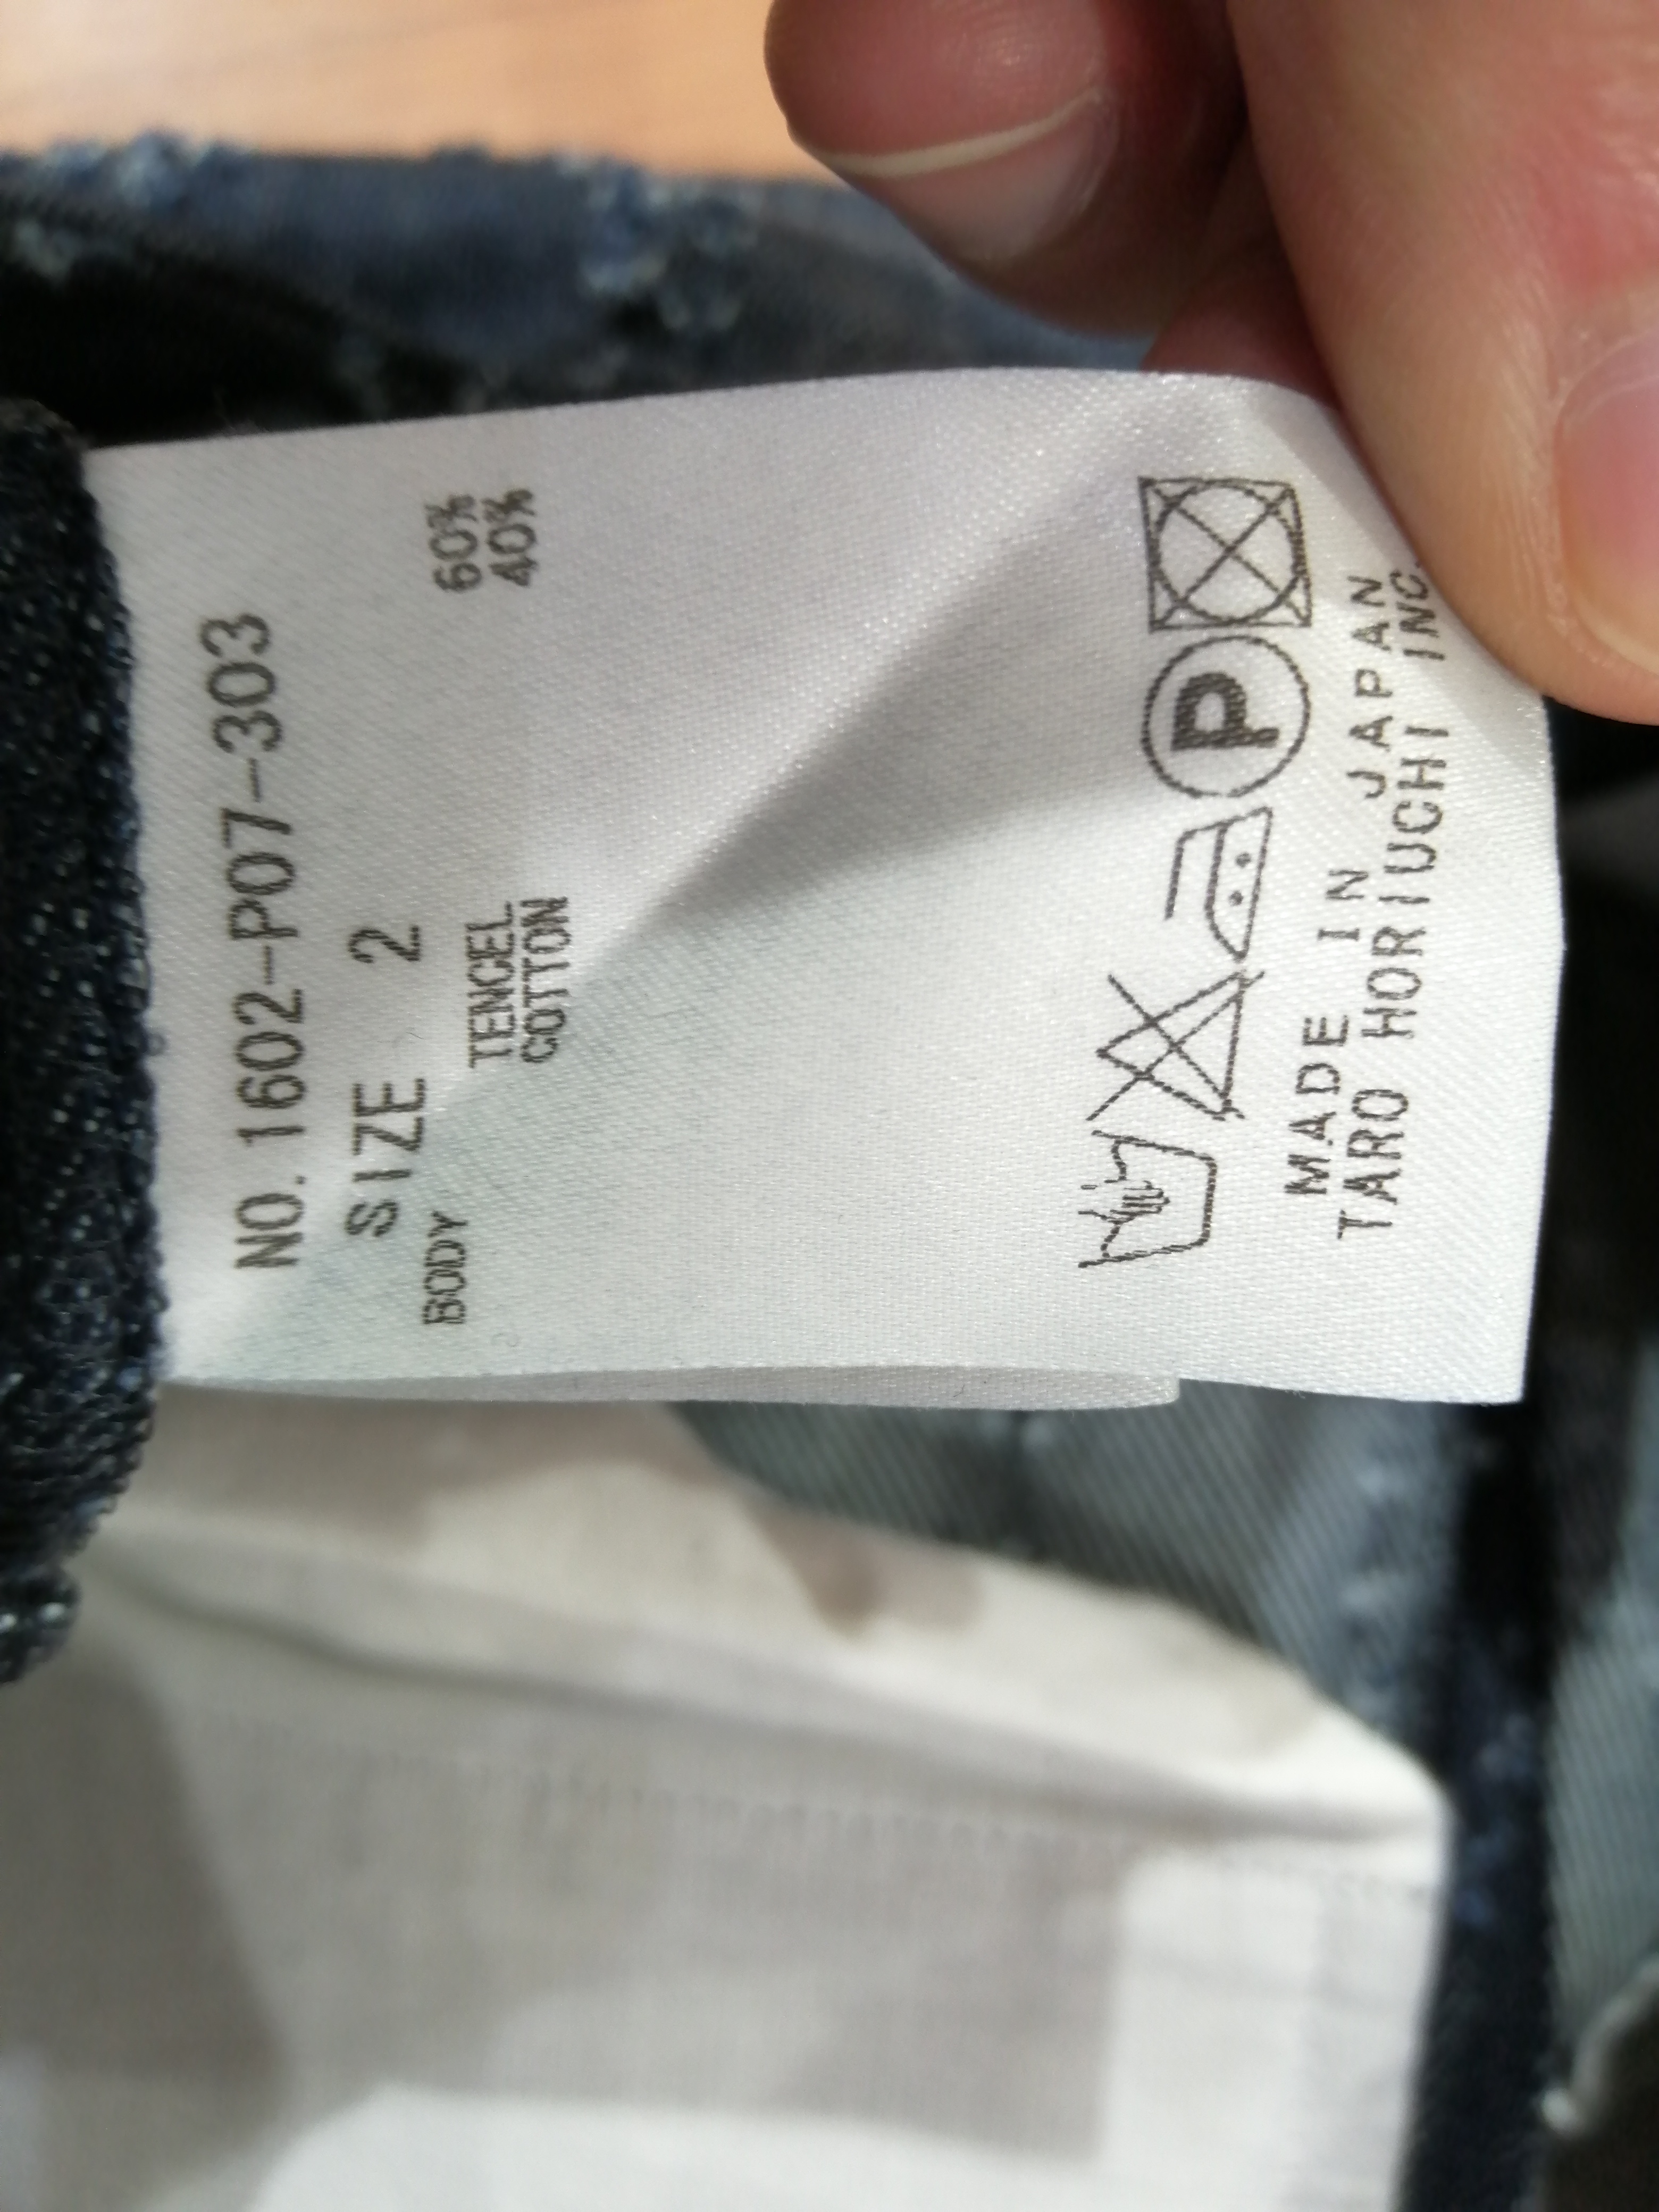 NO. 1602-P07-303
SIZE 2
BODY
TENCEL 60%
COTTON 40%
P
MADE IN JAPAN
TARO HORIUCHI INC.